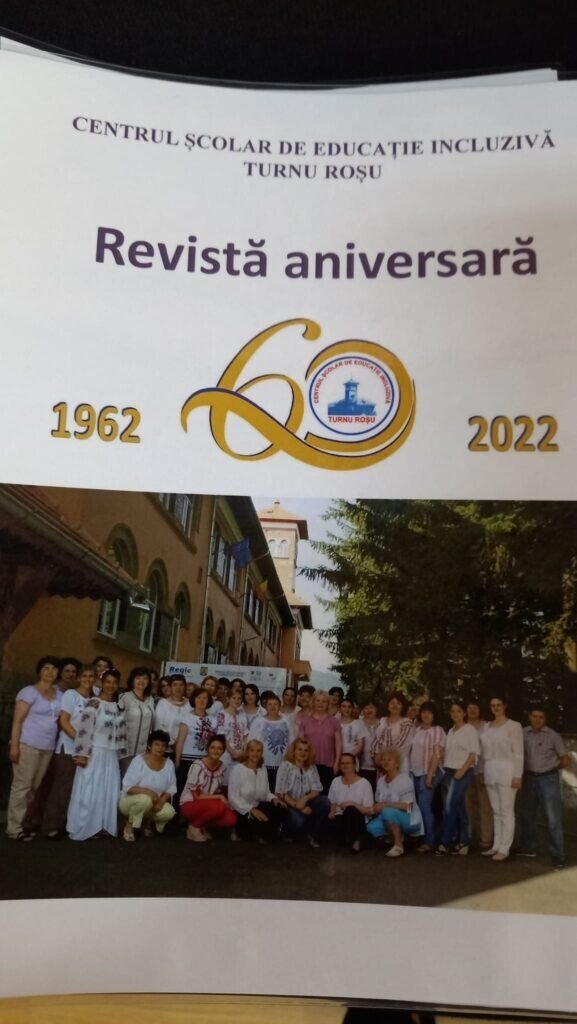 CENTRUL ȘCOLAR DE EDUCAȚIE INCLUZIVĂ
TURNU ROȘU
Revistă aniversară
60
CENTRUL ȘCOLAR DE EDUCAȚIE INCLUZIVĂ
TURNU ROȘU
1962
2022
Regio